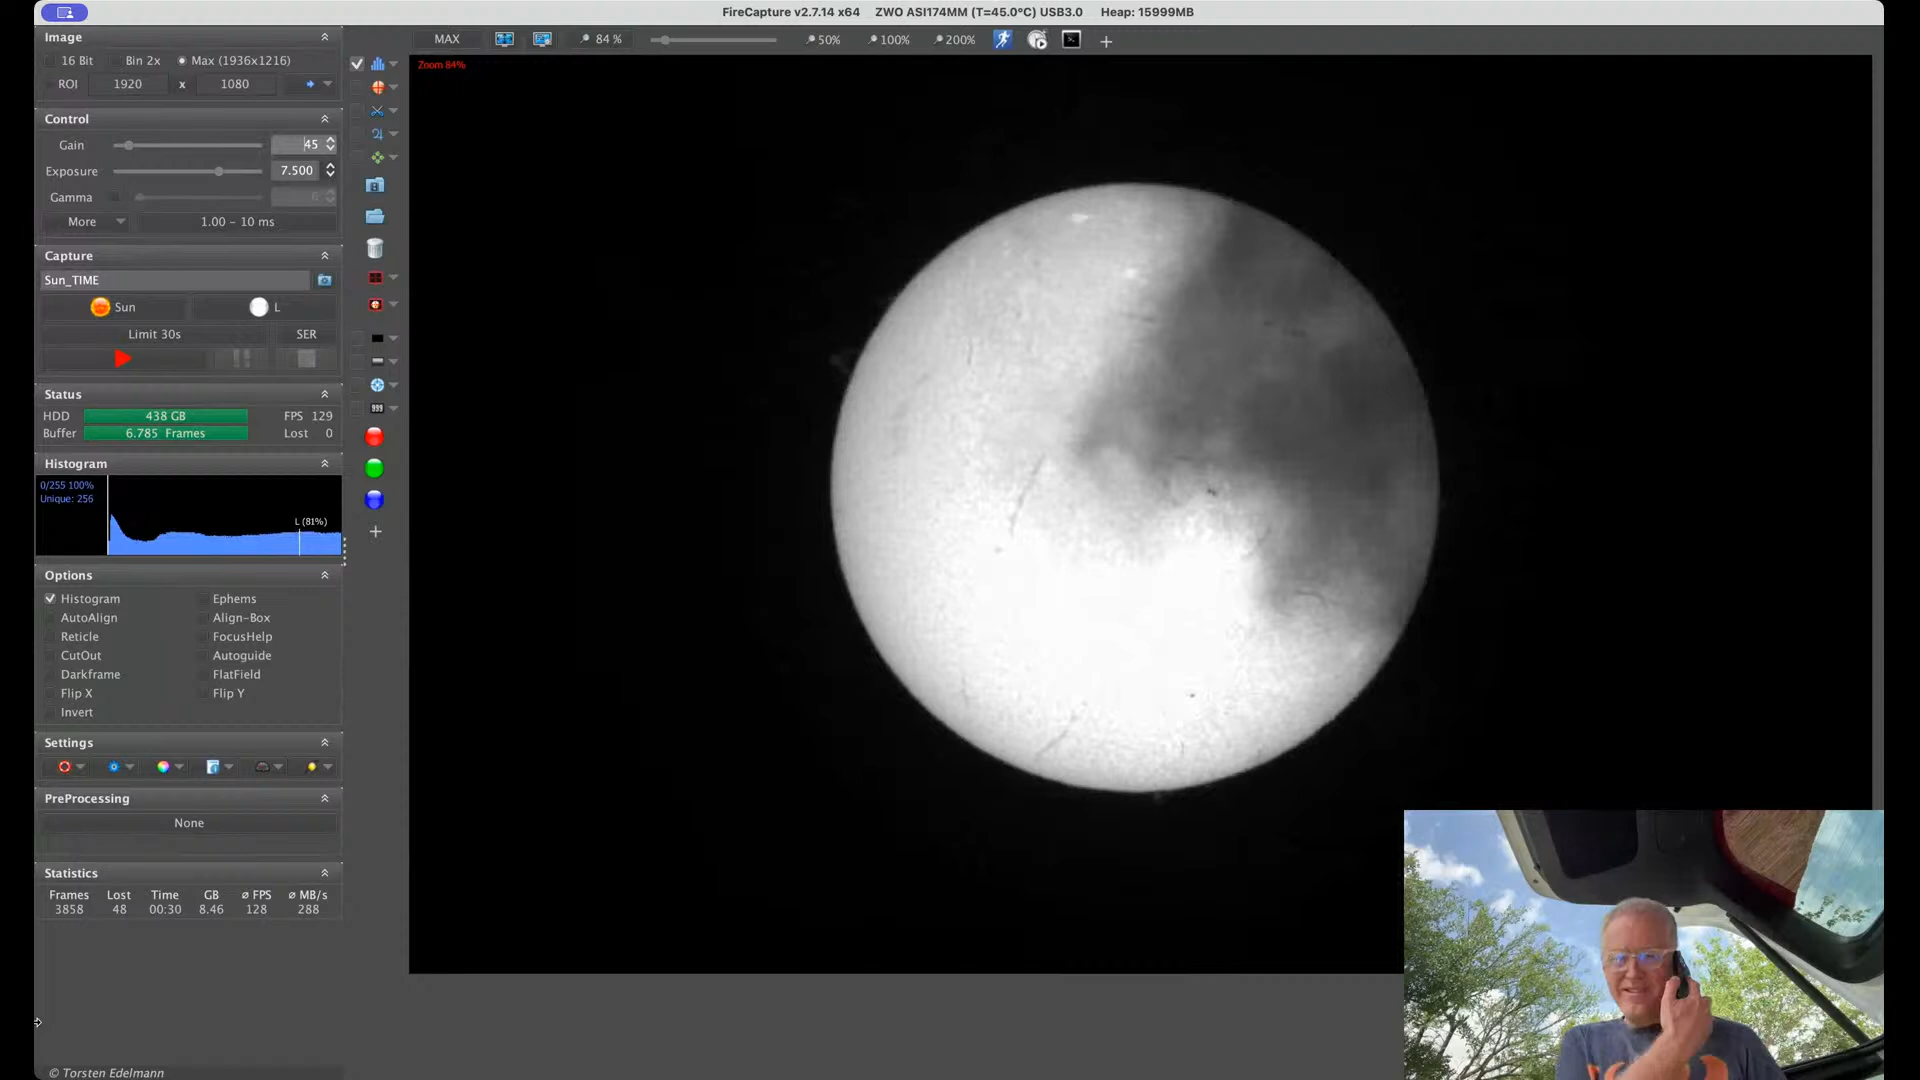 FireCapture v2.7.14 x64 ZWO ASI174MM (T=45.0°C) USB3.0 Heap: 15999MB
Image
16 Bit Bin 2x Max (1936x1216)
ROI 1920 x 1080
MAX 84 % 50% 100% 200%
Zoom 84%
Control
Gain 45
Exposure 7.500
Gamma 6
More 1.00 - 10 ms
Capture
Sun_TIME
Sun L
Limit 30s SER
Status
HDD 438 GB FPS 129
Buffer 6.785 Frames Lost 0
Histogram
0/255 100%
Unique: 256
L (81%)
Options
Histogram Ephems
AutoAlign Align-Box
Reticle FocusHelp
CutOut Autoguide
Darkframe FlatField
Flip X Flip Y
Invert
Settings
PreProcessing
None
Statistics
Frames Lost Time GB ø FPS ø MB/s
3858 48 00:30 8.46 128 288
© Torsten Edelmann
999